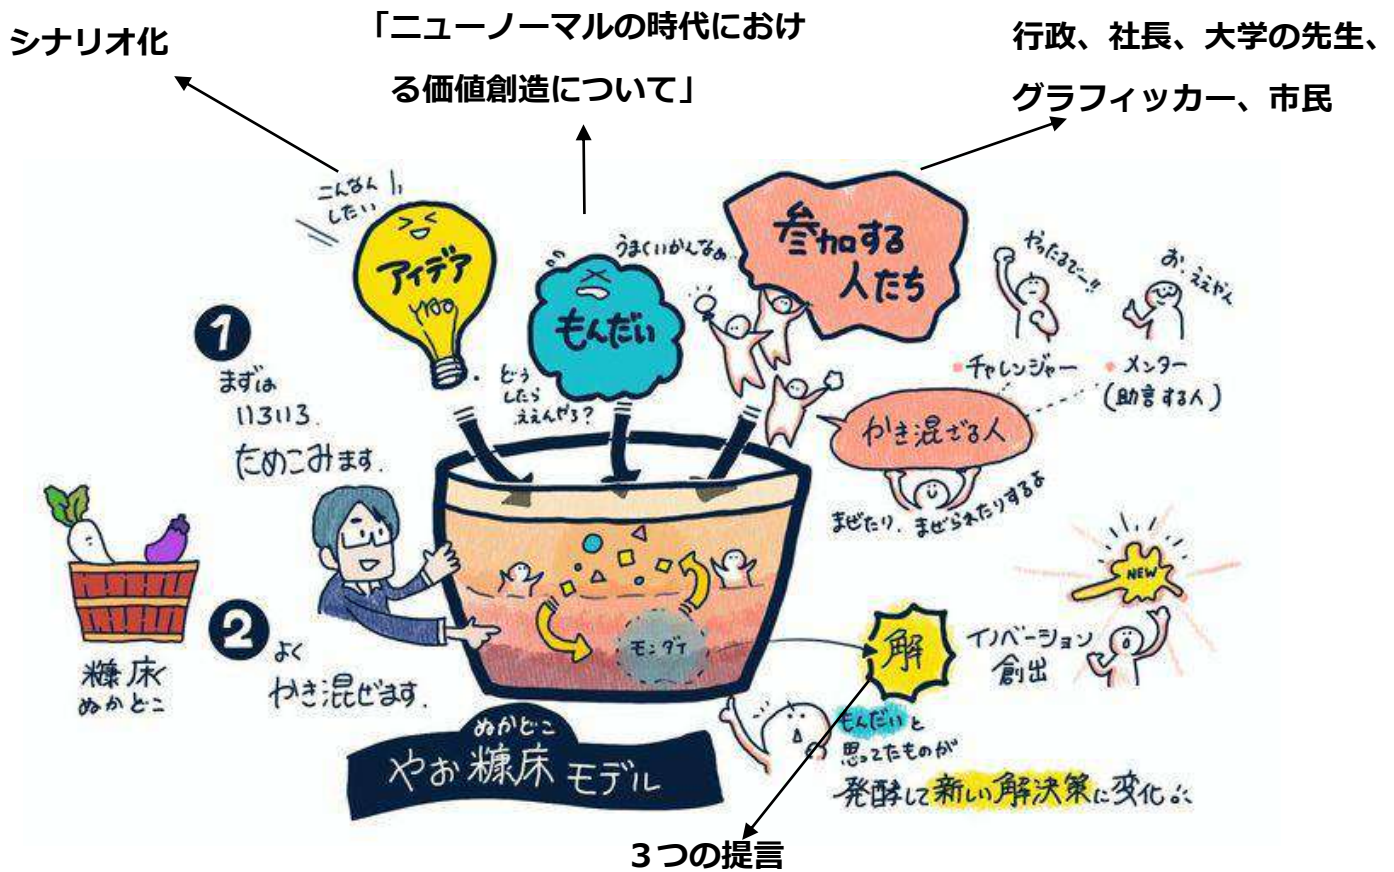 シナリオ化
「ニューノーマルの時代におけ
る価値創造について」
行政、社長、大学の先生、
グラフィッカー、市民
こんなん
したい
アイデア
もんだい
うまくいかんなぁ
どう
したら
ええんやろ?
参加する
人たち
やったるでー!!
お、ええやん
チャレンジャー
メンター
(助言する人)
かき混ぜる人
まぜたり、まぜられたりするよ
1
まずは
いろいろ
ためこみます.
糠床
ぬかどこ
2
よく
かき混ぜます.
モンダイ
解
イノベーション
創出
NEW
もんだいと
思ってたものが
発酵して新しい解決策に変化
ぬかどこ
やお糠床モデル
3つの提言